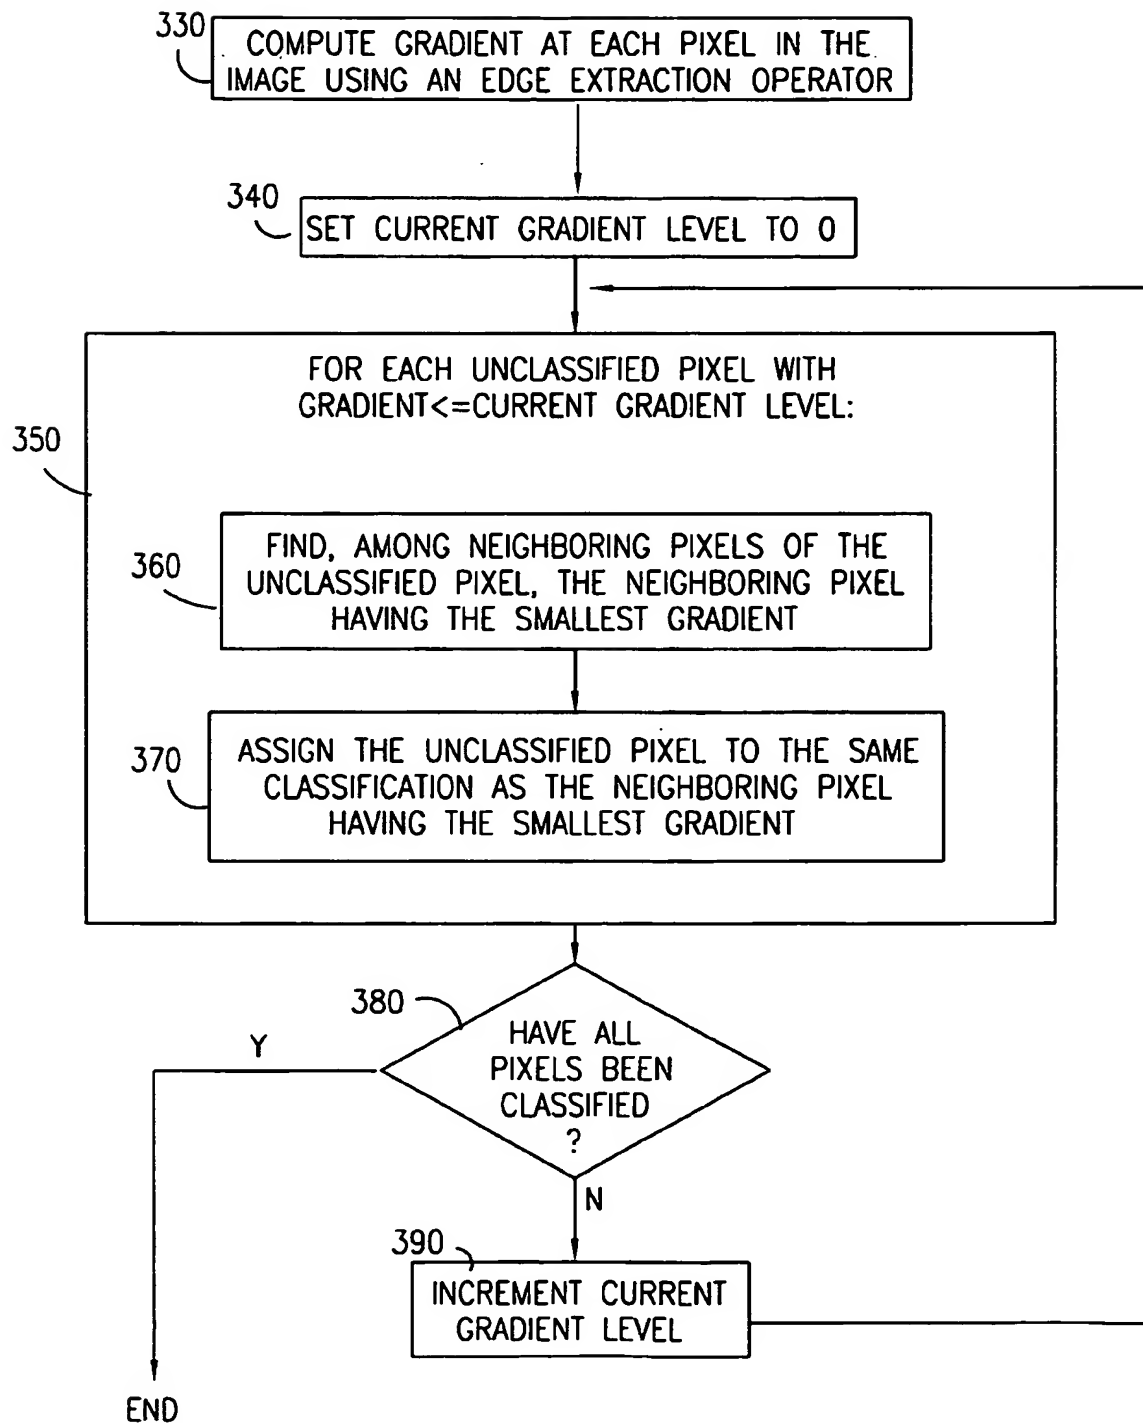 330
COMPUTE GRADIENT AT EACH PIXEL IN THE
IMAGE USING AN EDGE EXTRACTION OPERATOR
340
SET CURRENT GRADIENT LEVEL TO 0
FOR EACH UNCLASSIFIED PIXEL WITH
GRADIENT<=CURRENT GRADIENT LEVEL:
350
360
FIND, AMONG NEIGHBORING PIXELS OF THE
UNCLASSIFIED PIXEL, THE NEIGHBORING PIXEL
HAVING THE SMALLEST GRADIENT
370
ASSIGN THE UNCLASSIFIED PIXEL TO THE SAME
CLASSIFICATION AS THE NEIGHBORING PIXEL
HAVING THE SMALLEST GRADIENT
380
HAVE ALL
PIXELS BEEN
CLASSIFIED
?
Y
N
390
INCREMENT CURRENT
GRADIENT LEVEL
END